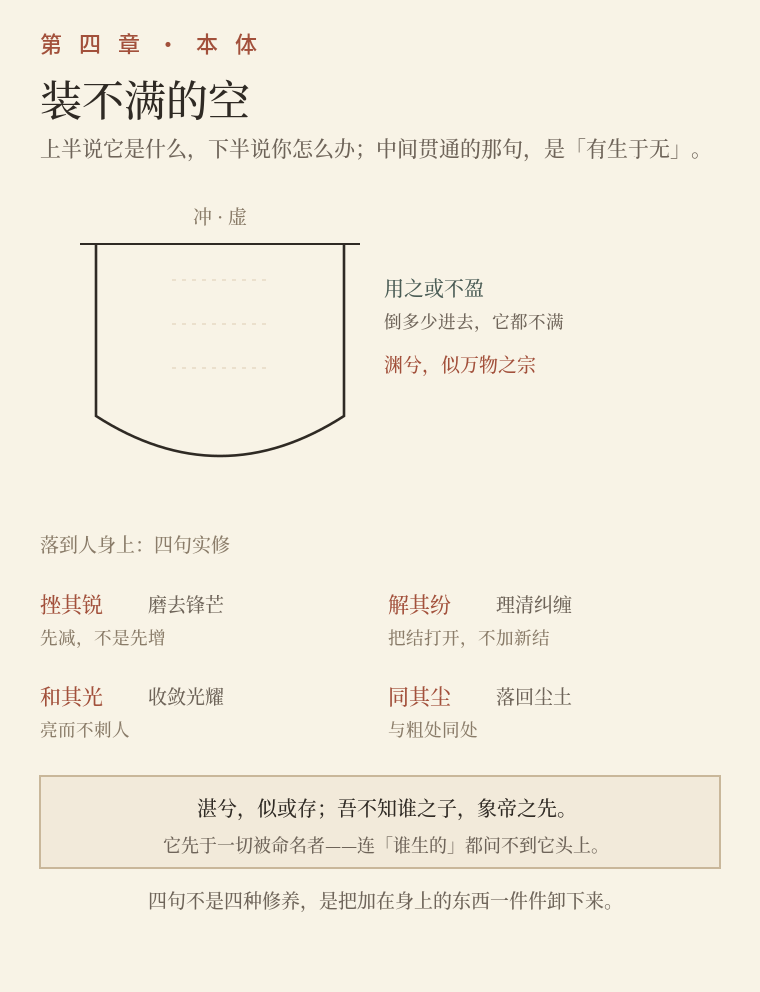 第四章·本体
装不满的空
上半说它是什么，下半说你怎么办；中间贯通的那句，是「有生于无」。
冲·虚
用之或不盈
倒多少进去，它都不满
渊兮，似万物之宗
落到人身上：四句实修
挫其锐 磨去锋芒
先减，不是先增
解其纷 理清纠缠
把结打开，不加新结
和其光 收敛光耀
亮而不刺人
同其尘 落回尘土
与粗处同处
湛兮，似或存；吾不知谁之子，象帝之先。
它先于一切被命名者——连「谁生的」都问不到它头上。
四句不是四种修养，是把加在身上的东西一件件卸下来。